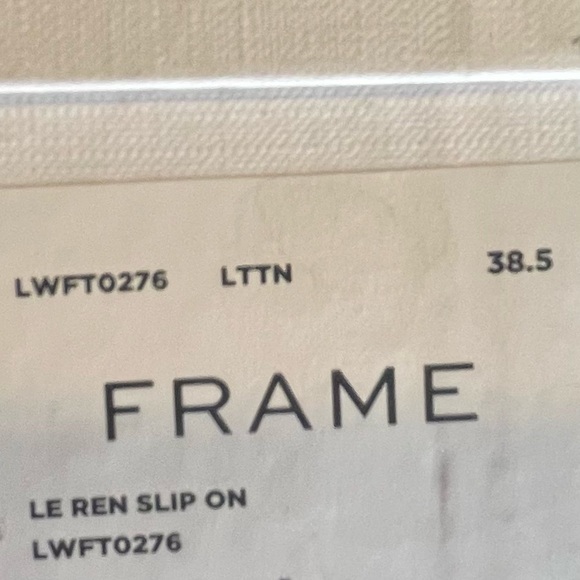 LWFT0276 LTTN 38.5
FRAME
LE REN SLIP ON
LWFT0276